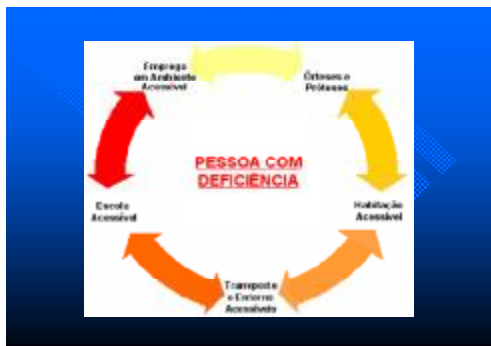 Emprego
em Ambiente
Acessível
Órteses e
Próteses
PESSOA COM
DEFICIÊNCIA
Escola
Acessível
Habitação
Acessível
Transporte
e Entorno
Acessíveis